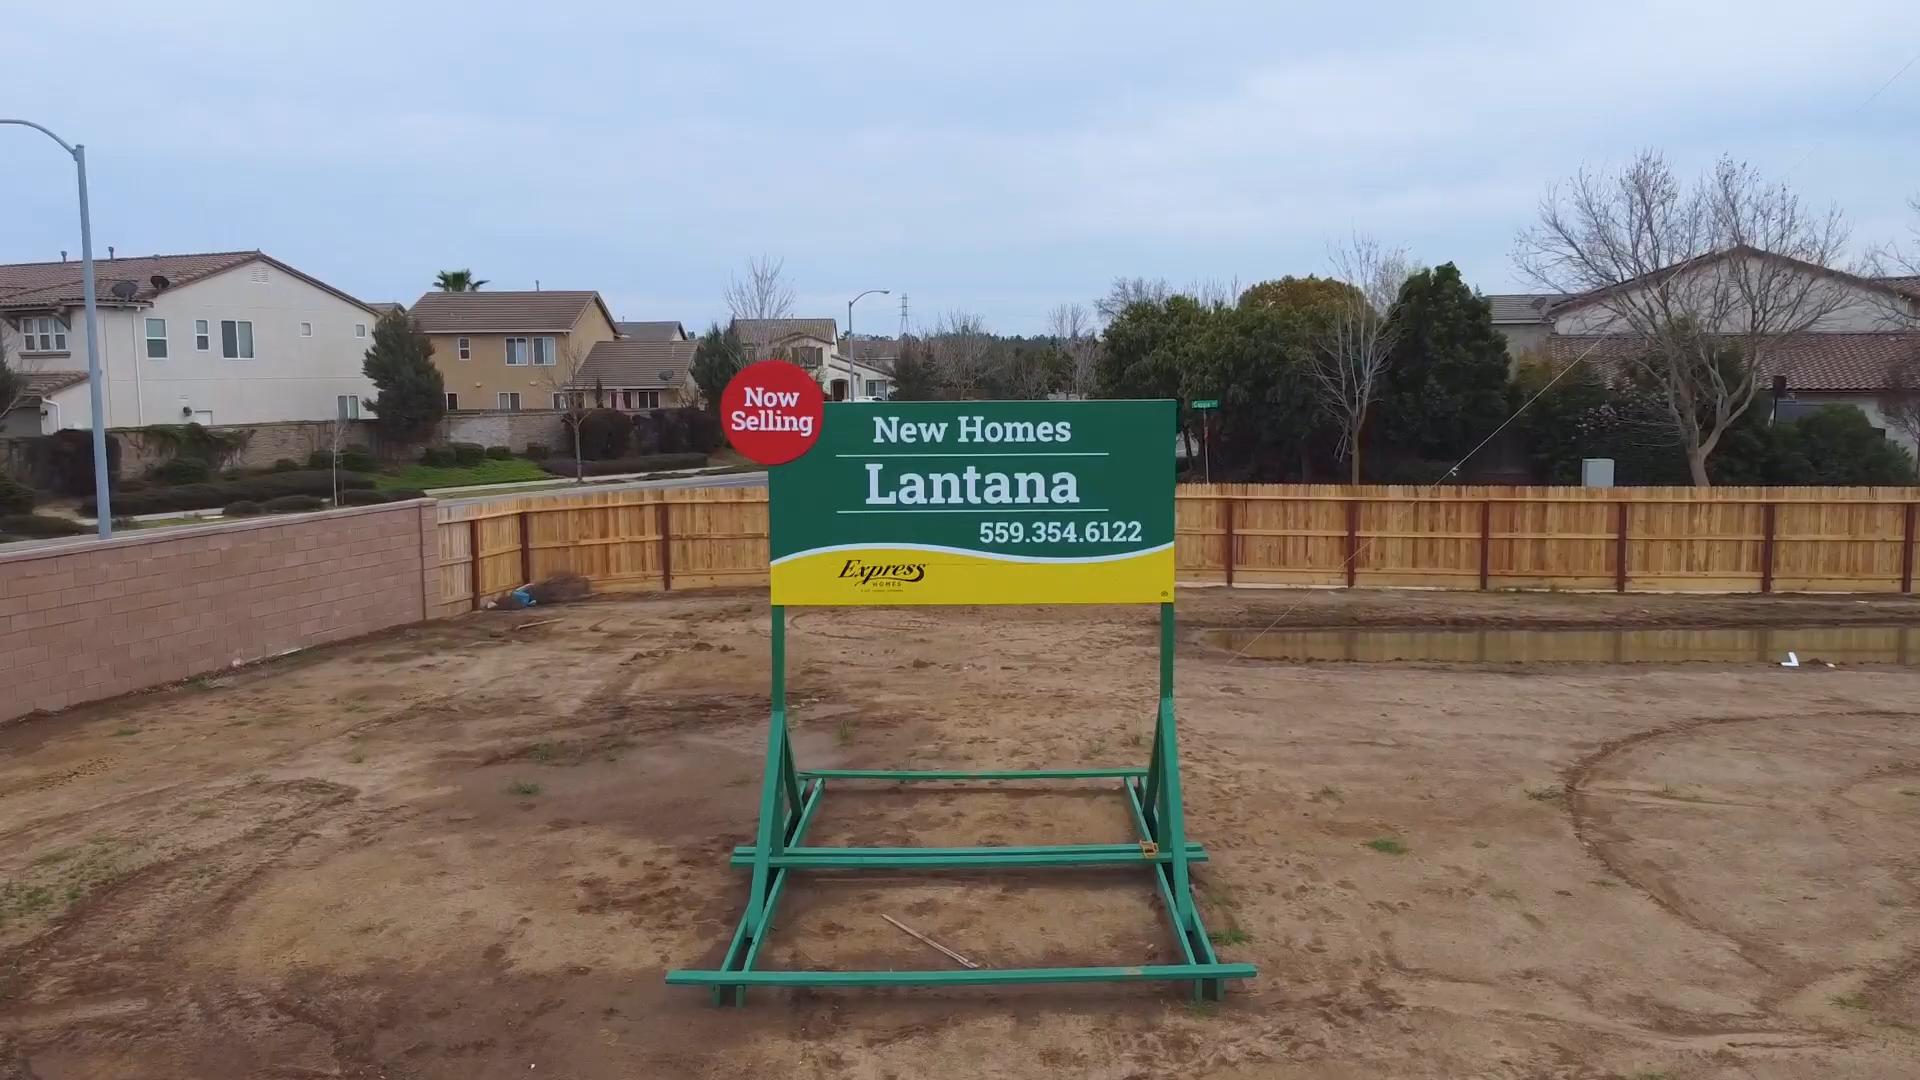 Now
Selling
New Homes
Lantana
559.354.6122
Express
HOMES